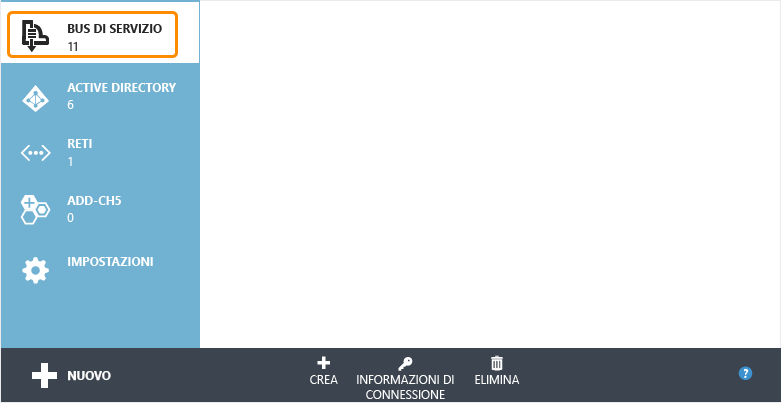 BUS DI SERVIZIO
11
ACTIVE DIRECTORY
6
RETI
1
ADD-CH5
0
IMPOSTAZIONI
NUOVO
CREA
INFORMAZIONI DI
CONNESSIONE
ELIMINA
?